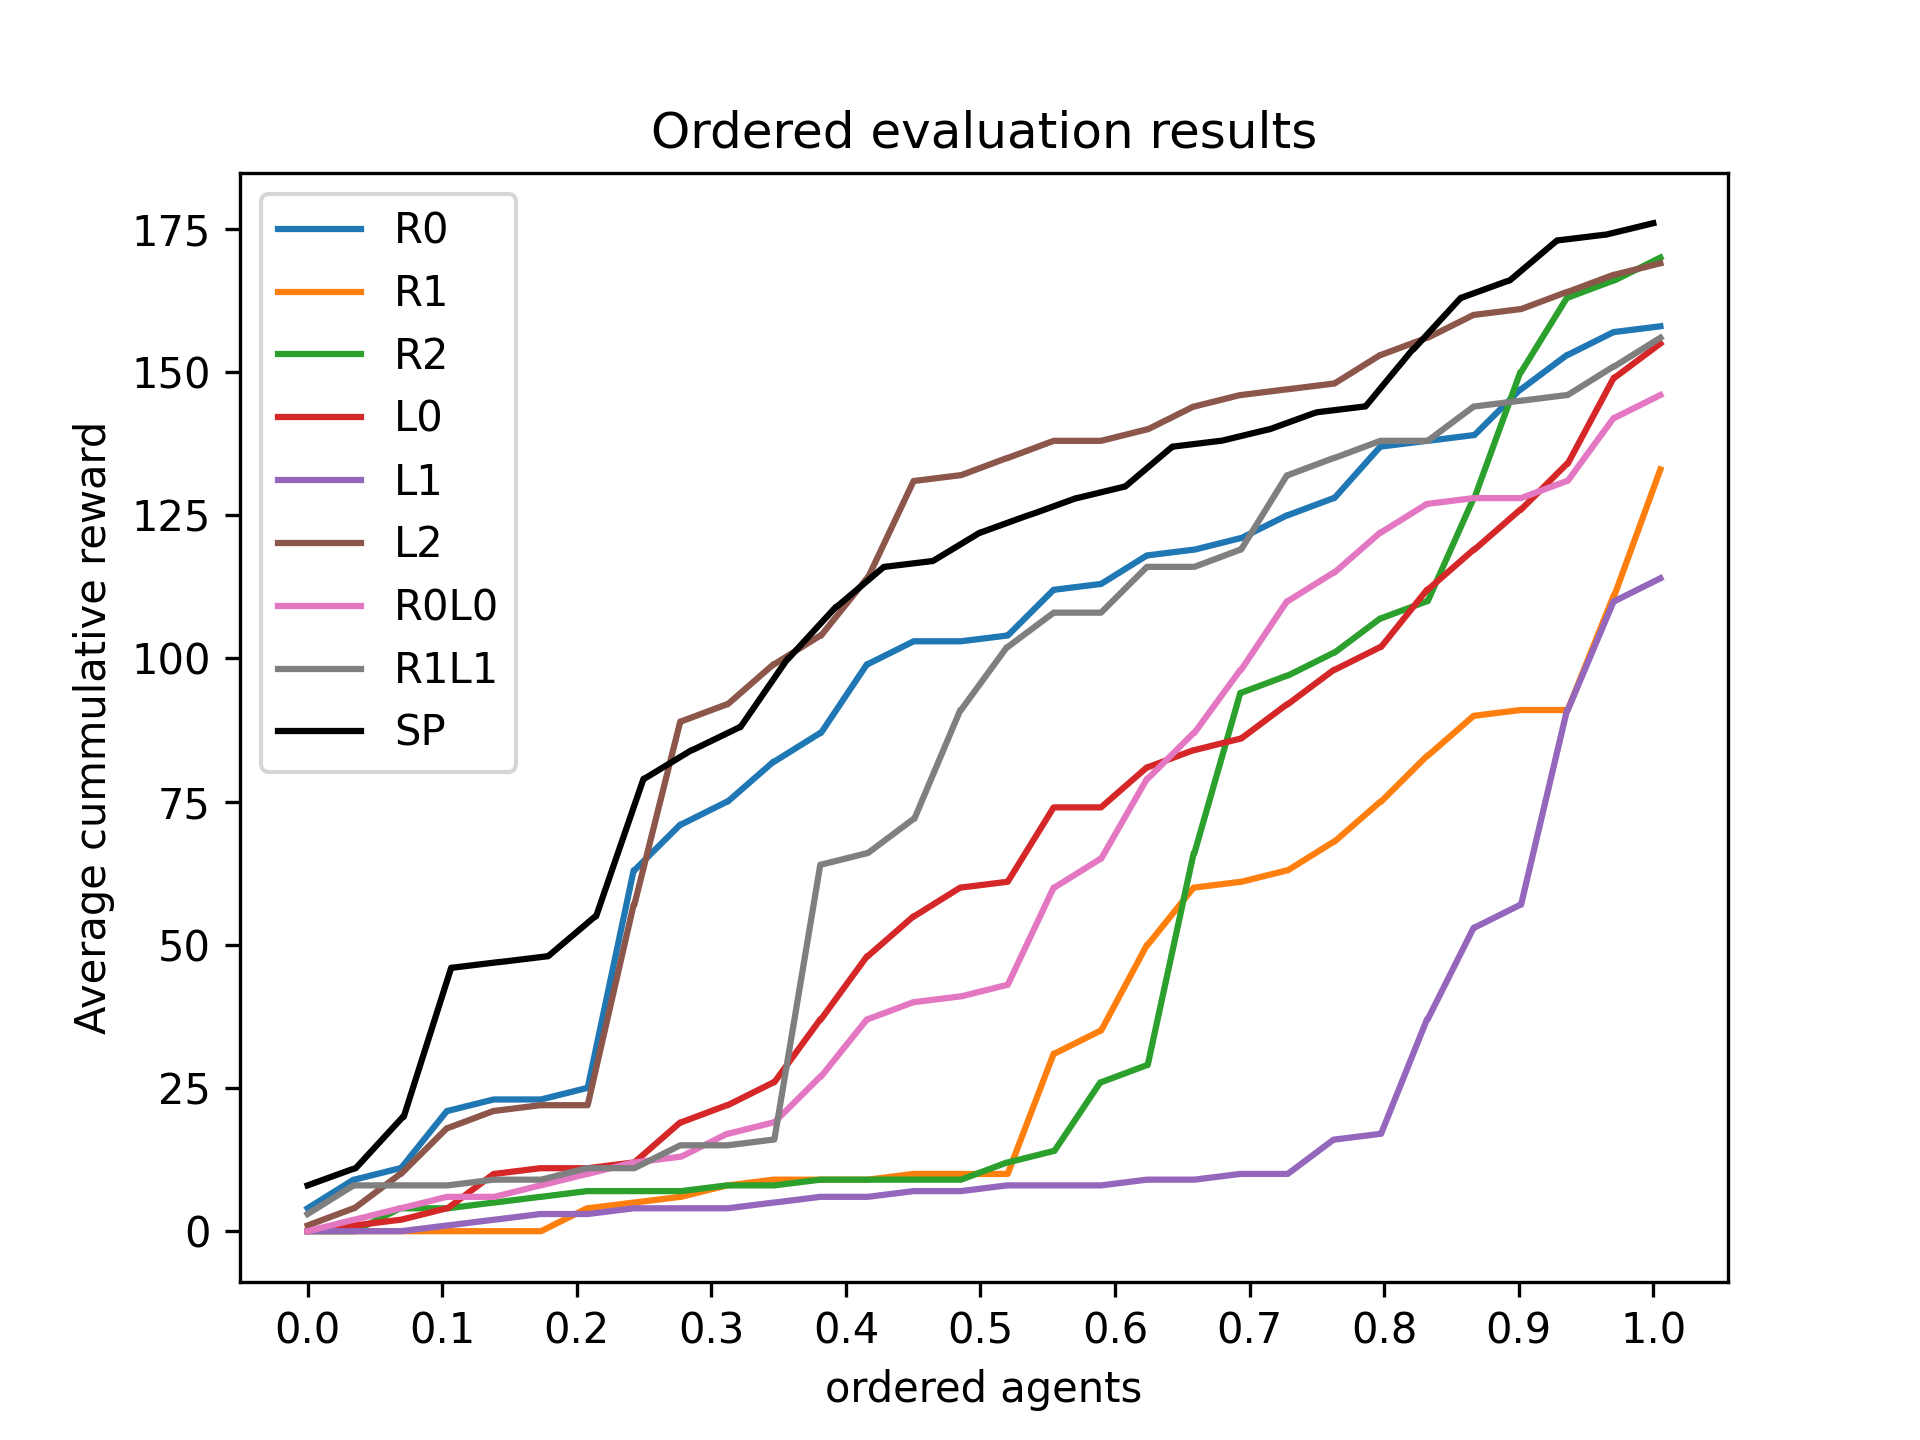 Ordered evaluation results
Average cummulative reward
175
150
125
100
75
50
25
0
R0
R1
R2
L0
L1
L2
R0L0
R1L1
SP
0.0 0.1 0.2 0.3 0.4 0.5 0.6 0.7 0.8 0.9 1.0
ordered agents